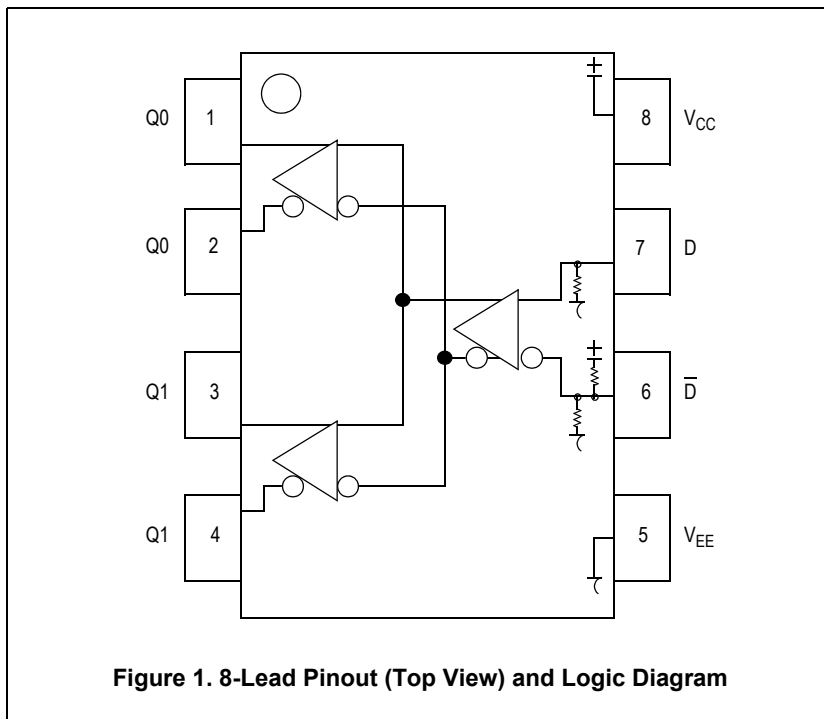 Q0 1 8 VCC
Q0 2 7 D
Q1 3 6 D̅
Q1 4 5 VEE
Figure 1. 8-Lead Pinout (Top View) and Logic Diagram